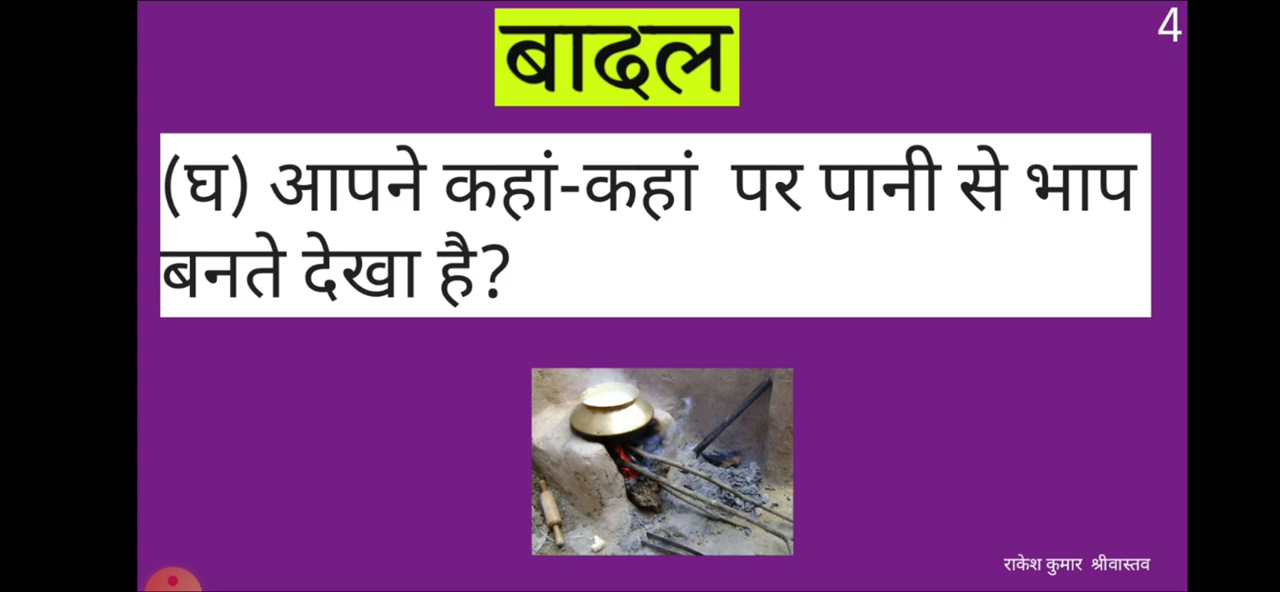 4
बादल
(घ) आपने कहां-कहां पर पानी से भाप
बनते देखा है?
राकेश कुमार श्रीवास्तव